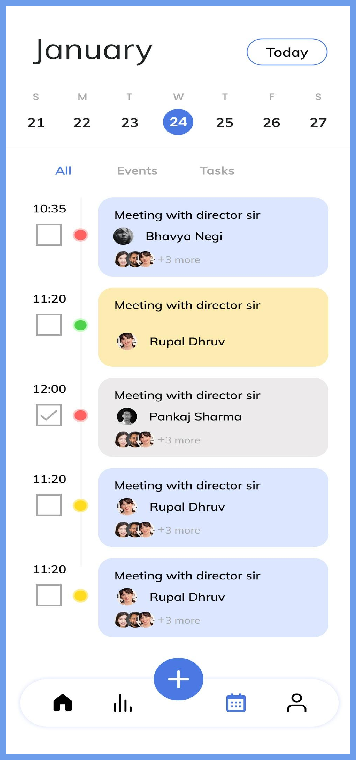 January
Today
S M T W T F S
21 22 23 24 25 26 27
All Events Tasks
10:35
Meeting with director sir
Bhavya Negi
+3 more
11:20
Meeting with director sir
Rupal Dhruv
12:00
Meeting with director sir
Pankaj Sharma
+3 more
11:20
Meeting with director sir
Rupal Dhruv
+3 more
11:20
Meeting with director sir
Rupal Dhruv
+3 more